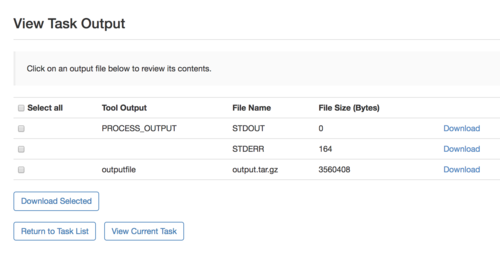 View Task Output
Click on an output file below to review its contents.
Select all Tool Output File Name File Size (Bytes)
PROCESS_OUTPUT STDOUT 0 Download
STDERR 164 Download
outputfile output.tar.gz 3560408 Download
Download Selected
Return to Task List View Current Task